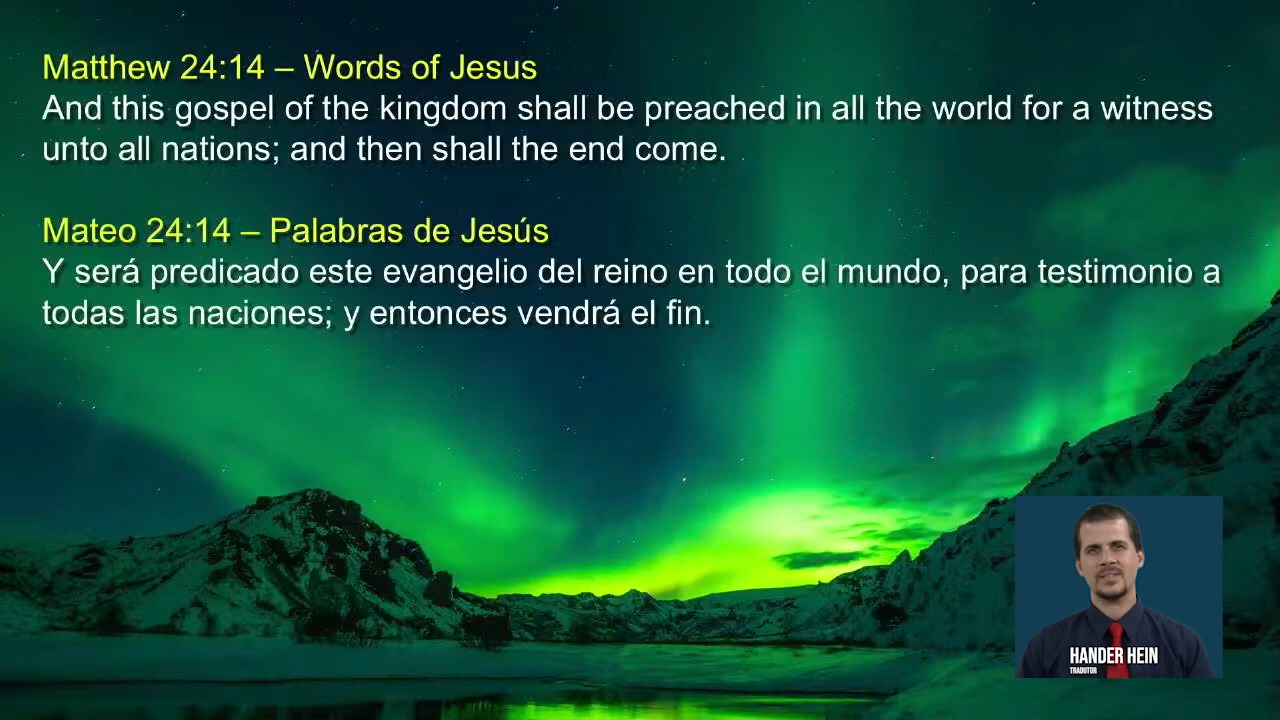 Matthew 24:14 – Words of Jesus
And this gospel of the kingdom shall be preached in all the world for a witness
unto all nations; and then shall the end come.
Mateo 24:14 – Palabras de Jesús
Y será predicado este evangelio del reino en todo el mundo, para testimonio a
todas las naciones; y entonces vendrá el fin.
HANDER HEIN
TRADUTOR